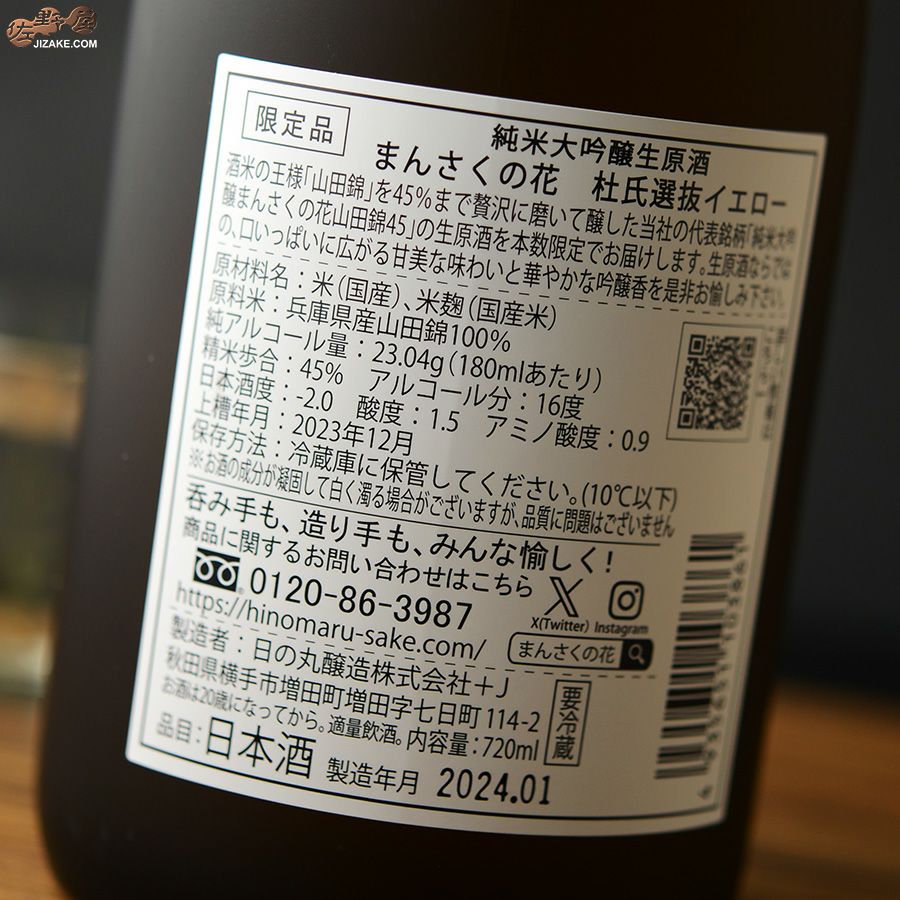 佐野屋
JIZAKE.COM
限定品
純米大吟醸生原酒
まんさくの花 杜氏選抜イエロー
酒米の王様「山田錦」を45%まで贅沢に磨いて醸した当社の代表銘柄「純米大吟
醸まんさくの花山田錦45」の生原酒を本数限定でお届けします。生原酒ならでは
の、口いっぱいに広がる甘美な味わいと華やかな吟醸香を是非お愉しみ下さい。
原材料名:米(国産)、米麹(国産米)
原料米:兵庫県産山田錦100%
純アルコール量:23.04g(180mlあたり)
精米歩合:45% アルコール分:16度
日本酒度:-2.0 酸度:1.5 アミノ酸度:0.9
上槽年月:2023年12月
保存方法:冷蔵庫に保管してください。(10℃以下)
※お酒の成分が凝固して白く濁る場合がございますが、品質に問題はございません
呑み手も、造り手も、みんな愉しく!
商品に関するお問い合わせはこちら
0120-86-3987
https://hinomaru-sake.com/
X(Twitter) Instagram
まんさくの花
製造者:日の丸醸造株式会社+J
秋田県横手市増田町増田字七日町114-2
お酒は20歳になってから。適量飲酒。内容量:720ml
要冷蔵
品目:日本酒 製造年月 2024.01